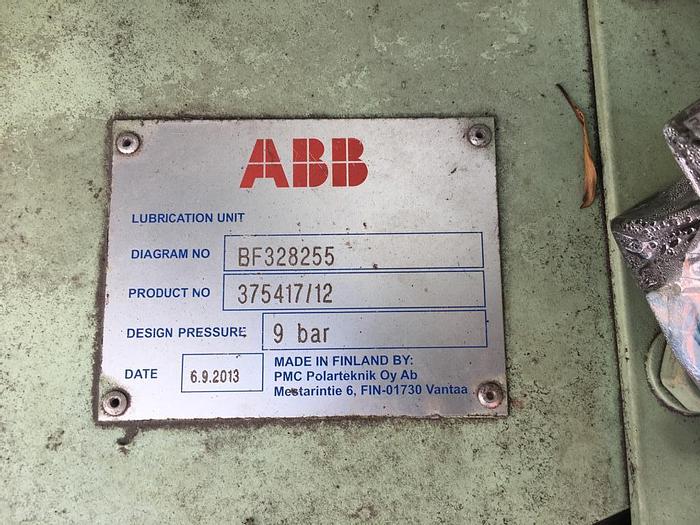 ABB
LUBRICATION UNIT
DIAGRAM NO BF328255
PRODUCT NO 375417/12
DESIGN PRESSURE 9 bar
DATE 6.9.2013
MADE IN FINLAND BY:
PMC Polarteknik Oy Ab
Mestarintie 6, FIN-01730 Vantaa